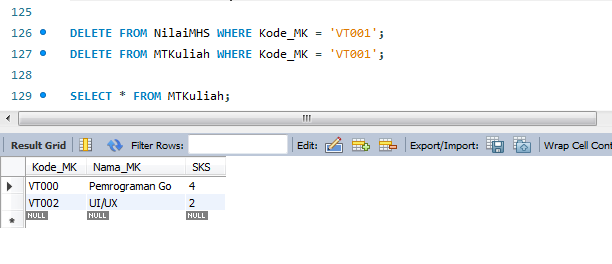 125
126 DELETE FROM NilaiMHS WHERE Kode_MK = 'VT001';
127 DELETE FROM MTKuliah WHERE Kode_MK = 'VT001';
128
129 SELECT * FROM MTKuliah;
Result Grid Filter Rows: Edit: Export/Import: Wrap Cell Cont
Kode_MK Nama_MK SKS
VT000 Pemrograman Go 4
VT002 UI/UX 2
NULL NULL NULL